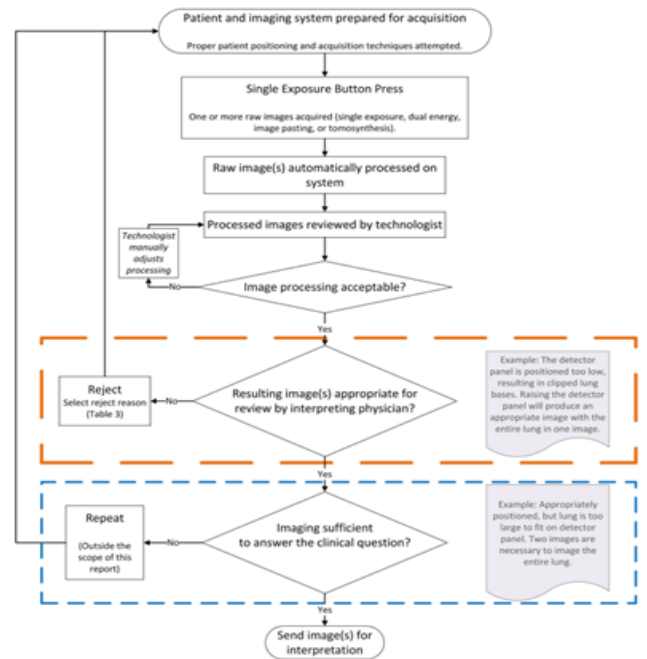 Patient and imaging system prepared for acquisition
Proper patient positioning and acquisition techniques attempted.
Single Exposure Button Press
One or more raw images acquired (single exposure, dual energy,
image pasting, or tomosynthesis).
Raw image(s) automatically processed on
system
Processed images reviewed by technologist
Technologist
manually
adjusts
processing
No
Image processing acceptable?
Yes
Reject
Select reject reason
(Table 3)
No
Resulting image(s) appropriate for
review by interpreting physician?
Example: The detector
panel is positioned too low,
resulting in clipped lung
bases. Raising the detector
panel will produce an
appropriate image with the
entire lung in one image.
Yes
Repeat
(Outside the
scope of this
report)
No
Imaging sufficient
to answer the clinical question?
Example: Appropriately
positioned, but lung is too
large to fit on detector
panel. Two images are
necessary to image the
entire lung.
Yes
Send image(s) for
interpretation